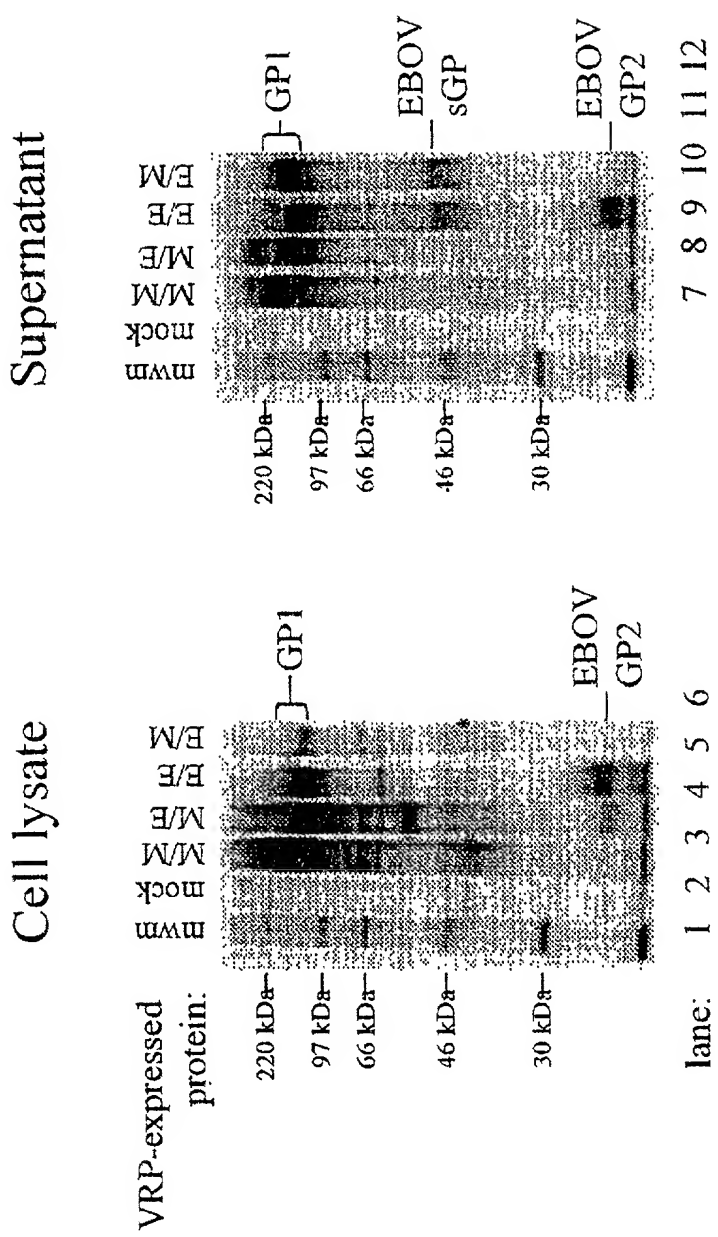 Cell lysate
VRP-expressed
protein:
mwm
mock
M/M
M/E
E/E
E/M
220 kDa
97 kDa
66 kDa
46 kDa
30 kDa
GP1
*
EBOV
GP2
lane: 1 2 3 4 5 6
Supernatant
mwm
mock
M/M
M/E
E/E
E/M
220 kDa
97 kDa
66 kDa
46 kDa
30 kDa
GP1
EBOV
sGP
EBOV
GP2
7 8 9 10 11 12